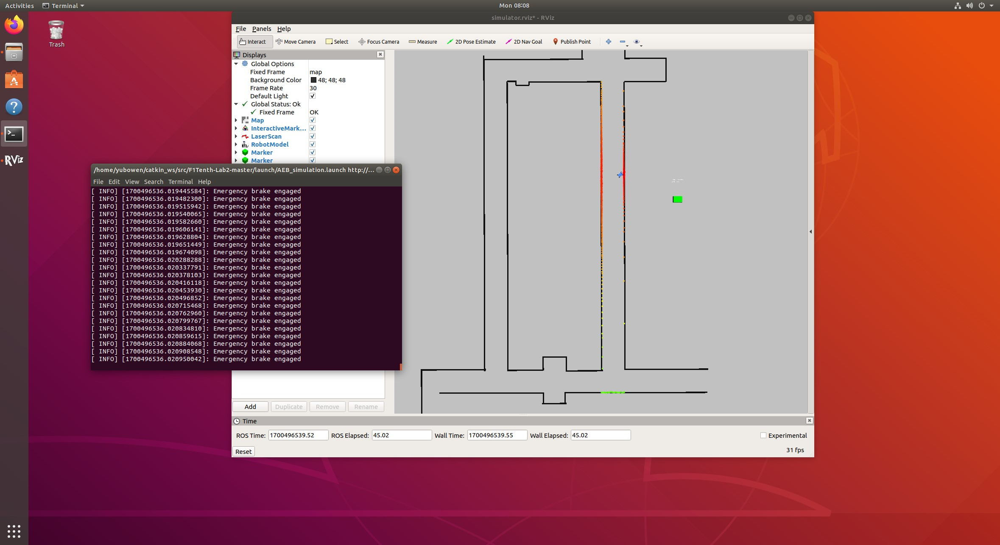 Activities Terminal Mon 08:08
Trash
simulator.rviz* - RViz
File Panels Help
Interact Move Camera Select Focus Camera Measure 2D Pose Estimate 2D Nav Goal Publish Point
Displays
Global Options
Fixed Frame map
Background Color 48; 48; 48
Frame Rate 30
Default Light
Global Status: Ok
Fixed Frame OK
Map
InteractiveMark...
LaserScan
RobotModel
Marker
Marker
RViz
/home/yubowen/catkin_ws/src/F1Tenth-Lab2-master/launch/AEB_simulation.launch http://...
File Edit View Search Terminal Help
[ INFO] [1700496536.019445584]: Emergency brake engaged
[ INFO] [1700496536.019482300]: Emergency brake engaged
[ INFO] [1700496536.019515942]: Emergency brake engaged
[ INFO] [1700496536.019540065]: Emergency brake engaged
[ INFO] [1700496536.019582660]: Emergency brake engaged
[ INFO] [1700496536.019606141]: Emergency brake engaged
[ INFO] [1700496536.019628804]: Emergency brake engaged
[ INFO] [1700496536.019651449]: Emergency brake engaged
[ INFO] [1700496536.019674098]: Emergency brake engaged
[ INFO] [1700496536.020288288]: Emergency brake engaged
[ INFO] [1700496536.020337791]: Emergency brake engaged
[ INFO] [1700496536.020378103]: Emergency brake engaged
[ INFO] [1700496536.020416118]: Emergency brake engaged
[ INFO] [1700496536.020453930]: Emergency brake engaged
[ INFO] [1700496536.020496852]: Emergency brake engaged
[ INFO] [1700496536.020715468]: Emergency brake engaged
[ INFO] [1700496536.020762960]: Emergency brake engaged
[ INFO] [1700496536.020799767]: Emergency brake engaged
[ INFO] [1700496536.020834810]: Emergency brake engaged
[ INFO] [1700496536.020859615]: Emergency brake engaged
[ INFO] [1700496536.020884068]: Emergency brake engaged
[ INFO] [1700496536.020908548]: Emergency brake engaged
[ INFO] [1700496536.020950042]: Emergency brake engaged
Add Duplicate Remove Rename
Time
ROS Time: 1700496539.52 ROS Elapsed: 45.02 Wall Time: 1700496539.55 Wall Elapsed: 45.02 Experimental
Reset 31 fps